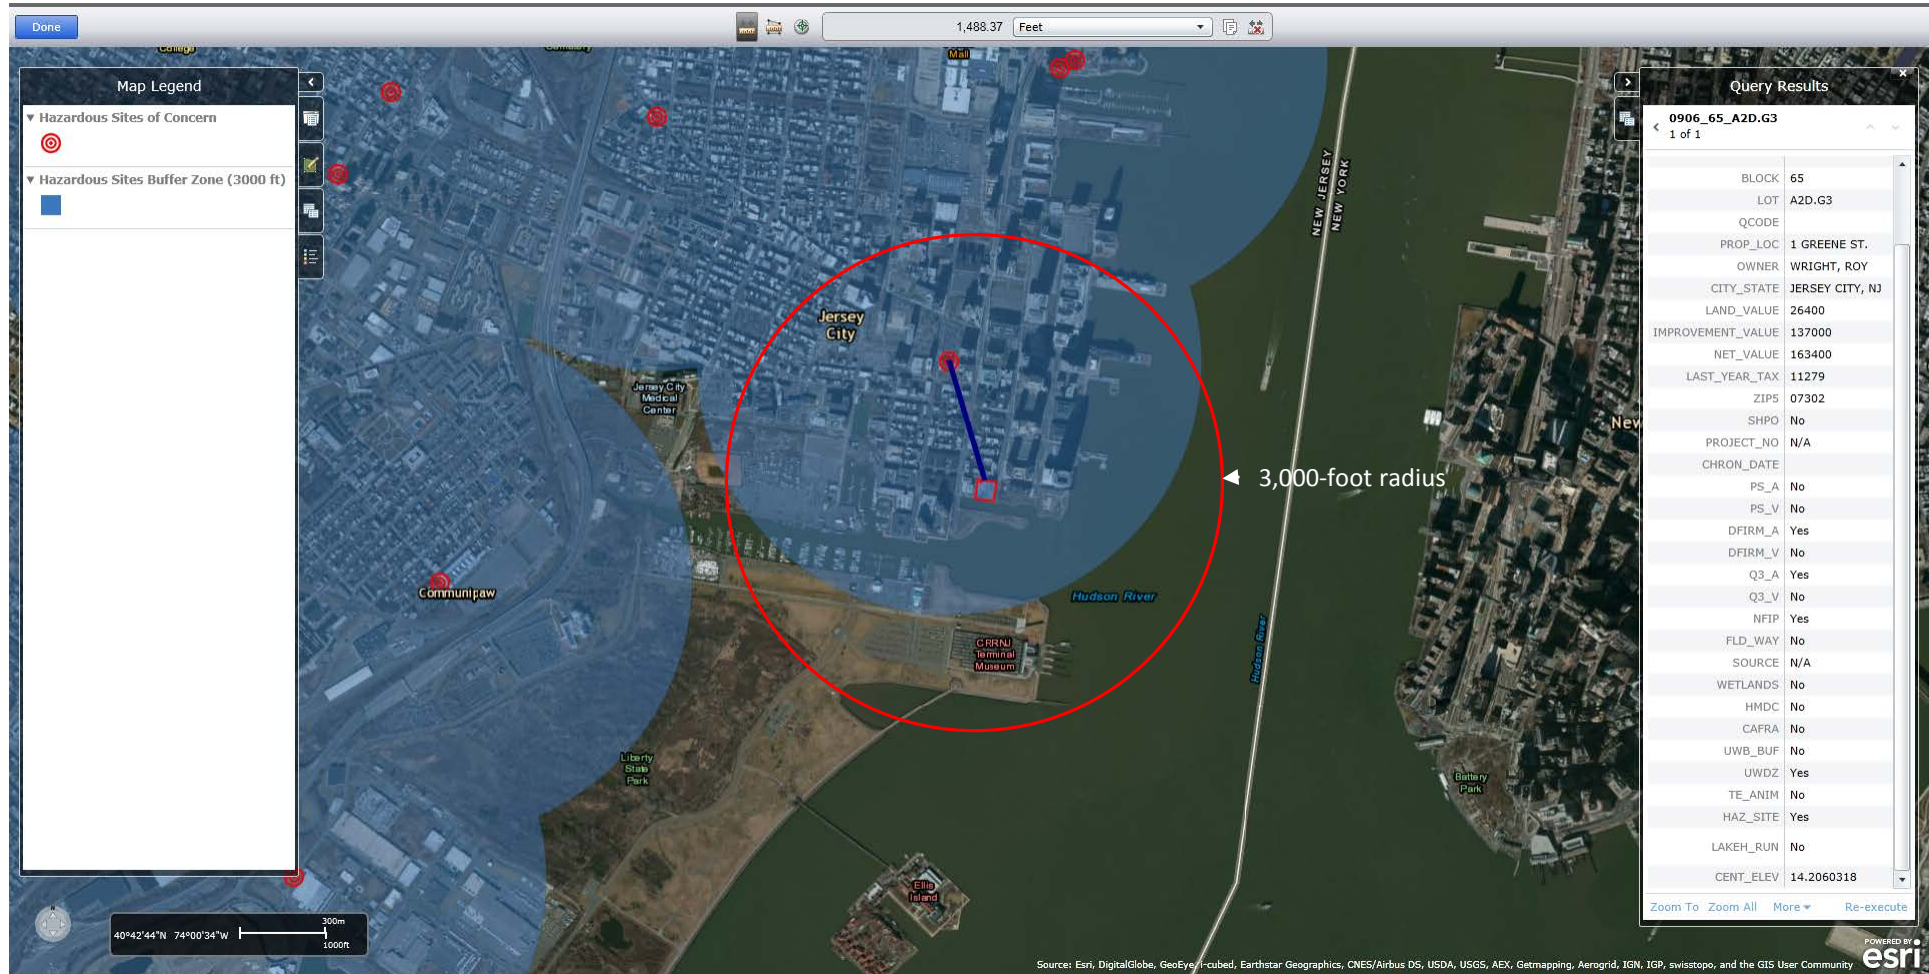 Done
1,488.37 Feet
Map Legend
Hazardous Sites of Concern
Hazardous Sites Buffer Zone (3000 ft)
College
Cemetery
Mall
NEW JERSEY
NEW YORK
Jersey
City
Jersey City
Medical
Center
3,000-foot radius
New
Communipaw
Hudson River
CRRNJ
Terminal
Museum
Hudson River
Liberty
State
Park
Battery
Park
Ellis
Island
40°42'44"N 74°00'34"W
300m
1000ft
Query Results
0906_65_A2D.G3
1 of 1
BLOCK 65
LOT A2D.G3
QCODE
PROP_LOC 1 GREENE ST.
OWNER WRIGHT, ROY
CITY_STATE JERSEY CITY, NJ
LAND_VALUE 26400
IMPROVEMENT_VALUE 137000
NET_VALUE 163400
LAST_YEAR_TAX 11279
ZIP5 07302
SHPO No
PROJECT_NO N/A
CHRON_DATE
PS_A No
PS_V No
DFIRM_A Yes
DFIRM_V No
Q3_A Yes
Q3_V No
NFIP Yes
FLD_WAY No
SOURCE N/A
WETLANDS No
HMDC No
CAFRA No
UWB_BUF No
UWDZ Yes
TE_ANIM No
HAZ_SITE Yes
LAKEH_RUN No
CENT_ELEV 14.2060318
Zoom To Zoom All More Re-execute
POWERED BY
esri
Source: Esri, DigitalGlobe, GeoEye, i-cubed, Earthstar Geographics, CNES/Airbus DS, USDA, USGS, AEX, Getmapping, Aerogrid, IGN, IGP, swisstopo, and the GIS User Community